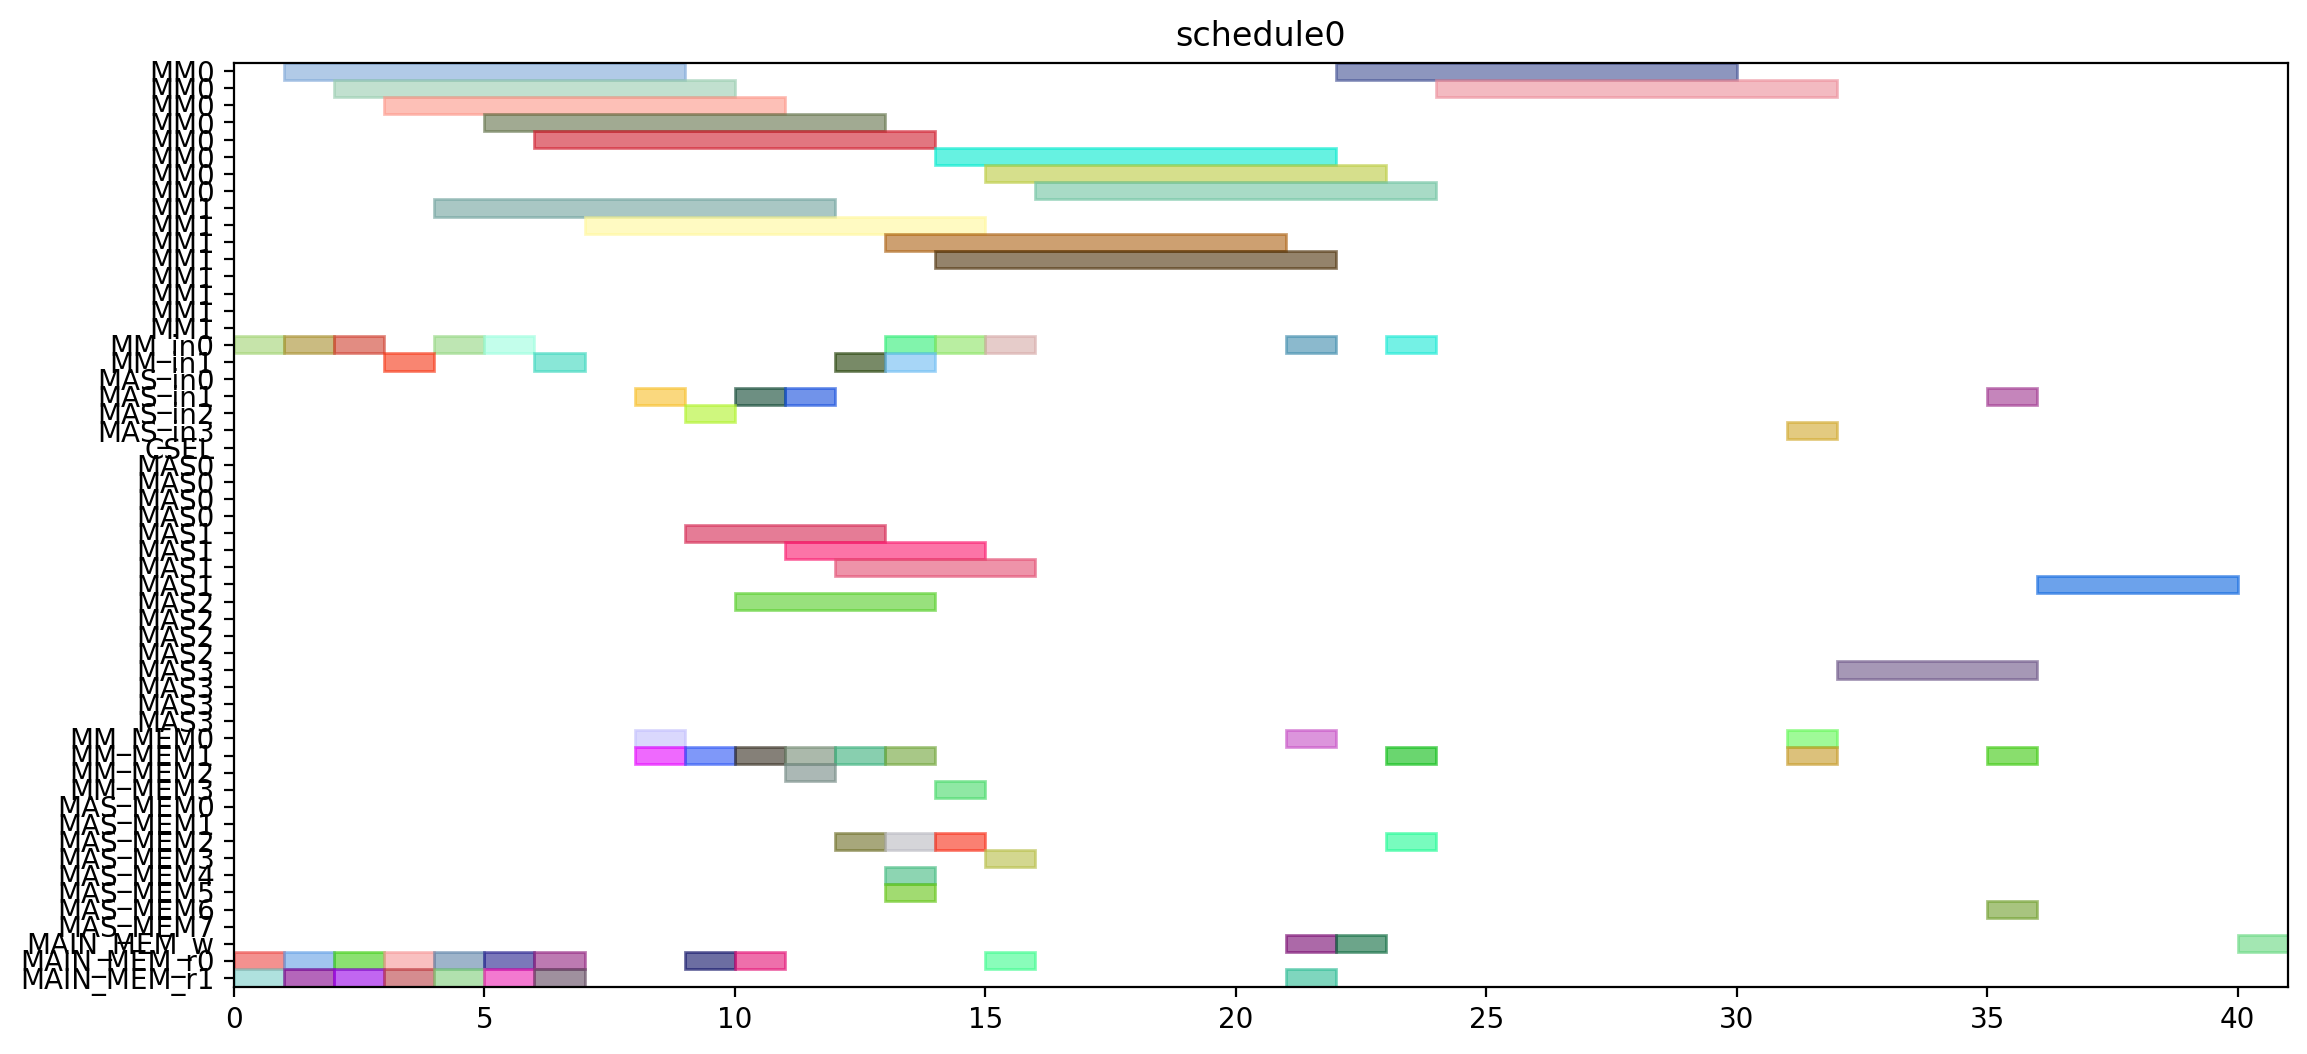 schedule0
MM0
MM0
MM0
MM0
MM0
MM0
MM0
MM0
MM1
MM1
MM1
MM1
MM1
MM1
MM1
MM1
MM_in0
MM_in1
MAS_in0
MAS_in1
MAS_in2
MAS_in3
CSEL
MAS0
MAS0
MAS0
MAS0
MAS1
MAS1
MAS1
MAS1
MAS2
MAS2
MAS2
MAS2
MAS3
MAS3
MAS3
MAS3
MM_MEM0
MM_MEM1
MM_MEM2
MM_MEM3
MAS_MEM0
MAS_MEM1
MAS_MEM2
MAS_MEM3
MAS_MEM4
MAS_MEM5
MAS_MEM6
MAS_MEM7
MAIN_MEM_w
MAIN_MEM_r0
MAIN_MEM_r1
0 5 10 15 20 25 30 35 40